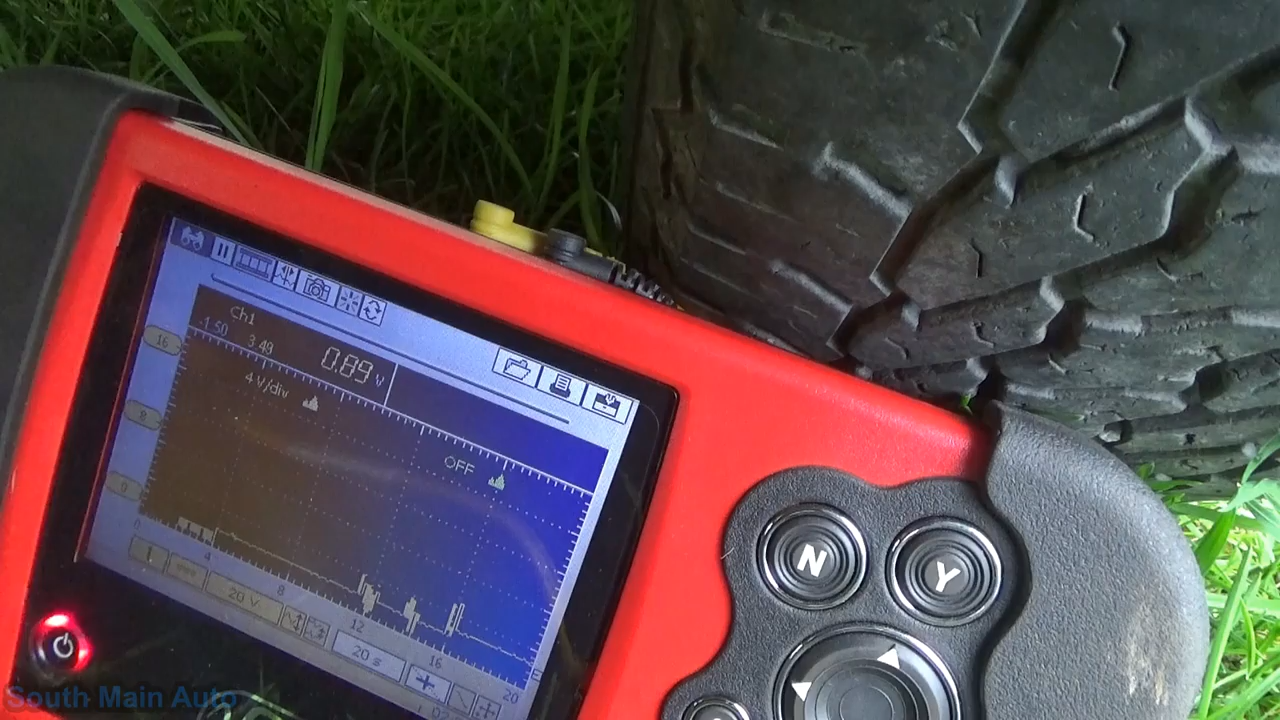 Ch1
-1.50 3.49 0.89 V
4 V/div
OFF
16
8
0
0 4 8 12 16 20
20 V
20 s
N Y
South Main Auto